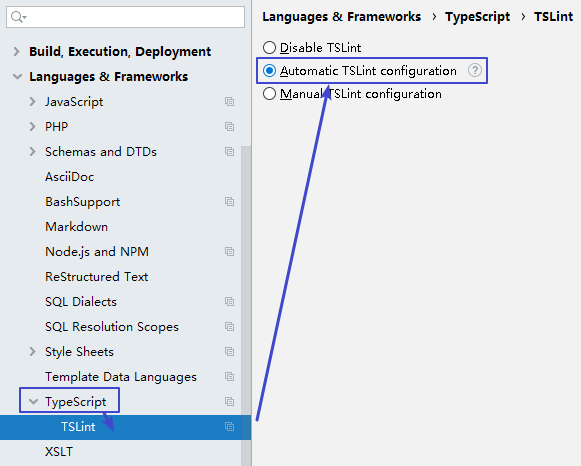 Build, Execution, Deployment
Languages & Frameworks
JavaScript
PHP
Schemas and DTDs
AsciiDoc
BashSupport
Markdown
Node.js and NPM
ReStructured Text
SQL Dialects
SQL Resolution Scopes
Style Sheets
Template Data Languages
TypeScript
TSLint
XSLT
Languages & Frameworks › TypeScript › TSLint
Disable TSLint
Automatic TSLint configuration ?
Manual TSLint configuration